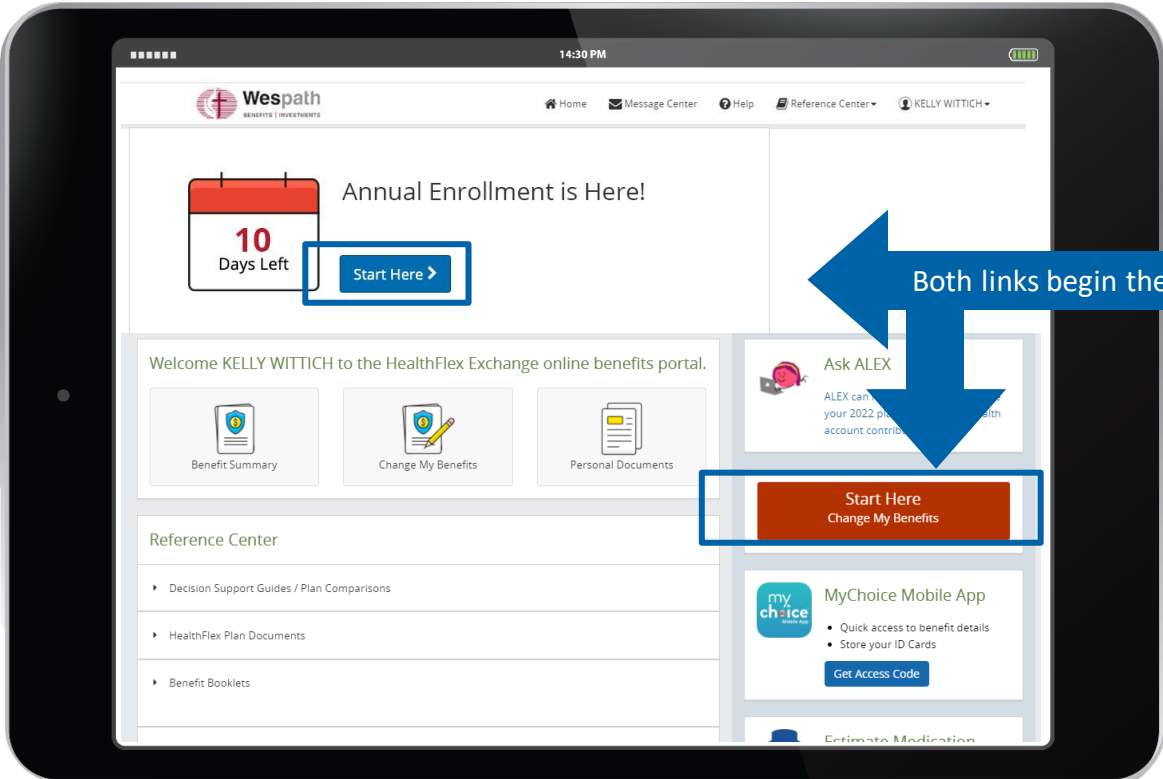 14:30 PM
Wespath
BENEFITS | INVESTMENTS
Home Message Center Help Reference Center KELLY WITTICH
Annual Enrollment is Here!
10
Days Left
Start Here
Both links begin the
Welcome KELLY WITTICH to the HealthFlex Exchange online benefits portal.
Benefit Summary
Change My Benefits
Personal Documents
Ask ALEX
ALEX can
your 2022
account
Start Here
Change My Benefits
Reference Center
Decision Support Guides / Plan Comparisons
HealthFlex Plan Documents
Benefit Booklets
my
choice
Mobile App
MyChoice Mobile App
• Quick access to benefit details
• Store your ID Cards
Get Access Code
Estimate Medication